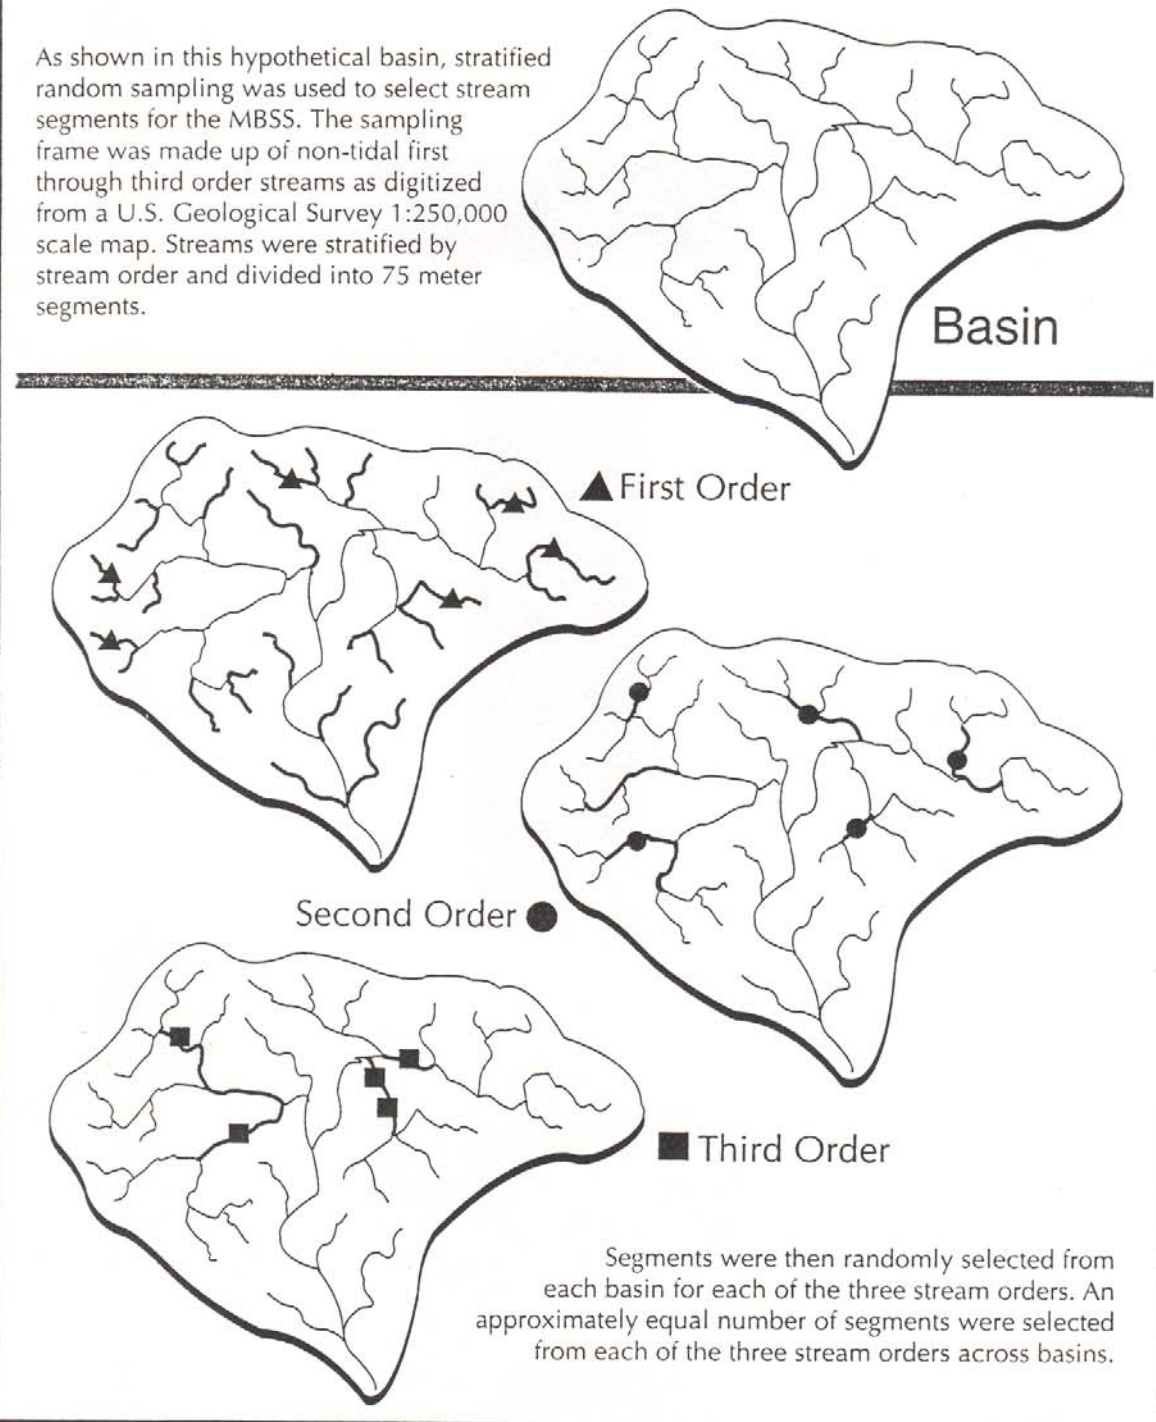 As shown in this hypothetical basin, stratified
random sampling was used to select stream
segments for the MBSS. The sampling
frame was made up of non-tidal first
through third order streams as digitized
from a U.S. Geological Survey 1:250,000
scale map. Streams were stratified by
stream order and divided into 75 meter
segments.
Basin
First Order
Second Order
Third Order
Segments were then randomly selected from
each basin for each of the three stream orders. An
approximately equal number of segments were selected
from each of the three stream orders across basins.